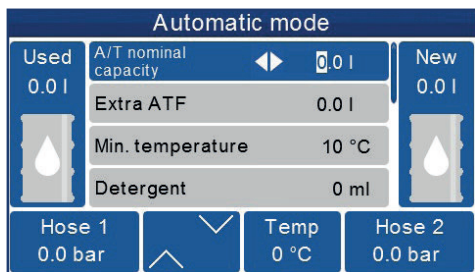 Automatic mode
Used
0.0 l
A/T nominal
capacity
0.0 l
Extra ATF
0.0 l
Min. temperature
10 °C
Detergent
0 ml
New
0.0 l
Hose 1
0.0 bar
Temp
0 °C
Hose 2
0.0 bar